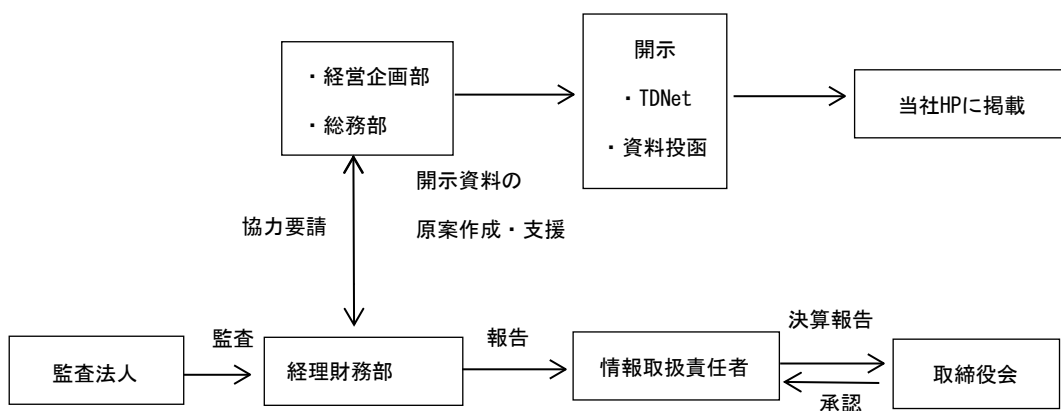 ・経営企画部
・総務部
開示
・TDNet
・資料投函
当社HPに掲載
協力要請
開示資料の
原案作成・支援
監査法人
監査
経理財務部
報告
情報取扱責任者
決算報告
承認
取締役会